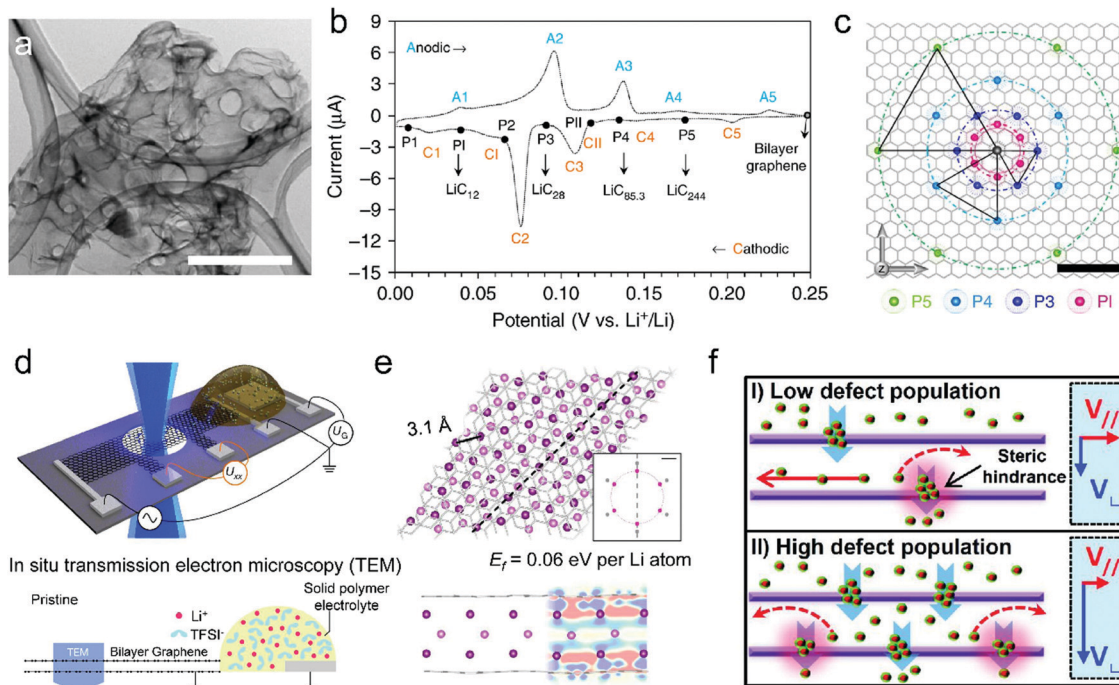 a
b
Anodic →
A1
A2
A3
A4
A5
P1
C1
PI
CI
P2
C2
P3
C3
PII
CII
P4
C4
P5
C5
LiC12
LiC28
LiC85.3
LiC244
Bilayer
graphene
← Cathodic
Current (μA)
6
3
0
−3
−6
−9
−12
−15
0.00
0.05
0.10
0.15
0.20
0.25
Potential (V vs. Li+/Li)
c
Z
P5
P4
P3
PI
d
UG
Uxx
In situ transmission electron microscopy (TEM)
Pristine
Solid polymer
electrolyte
Li+
TFSI-
TEM
Bilayer Graphene
e
3.1 Å
Ef = 0.06 eV per Li atom
f
I) Low defect population
Steric
hindrance
V//
V⊥
II) High defect population
V//
V⊥